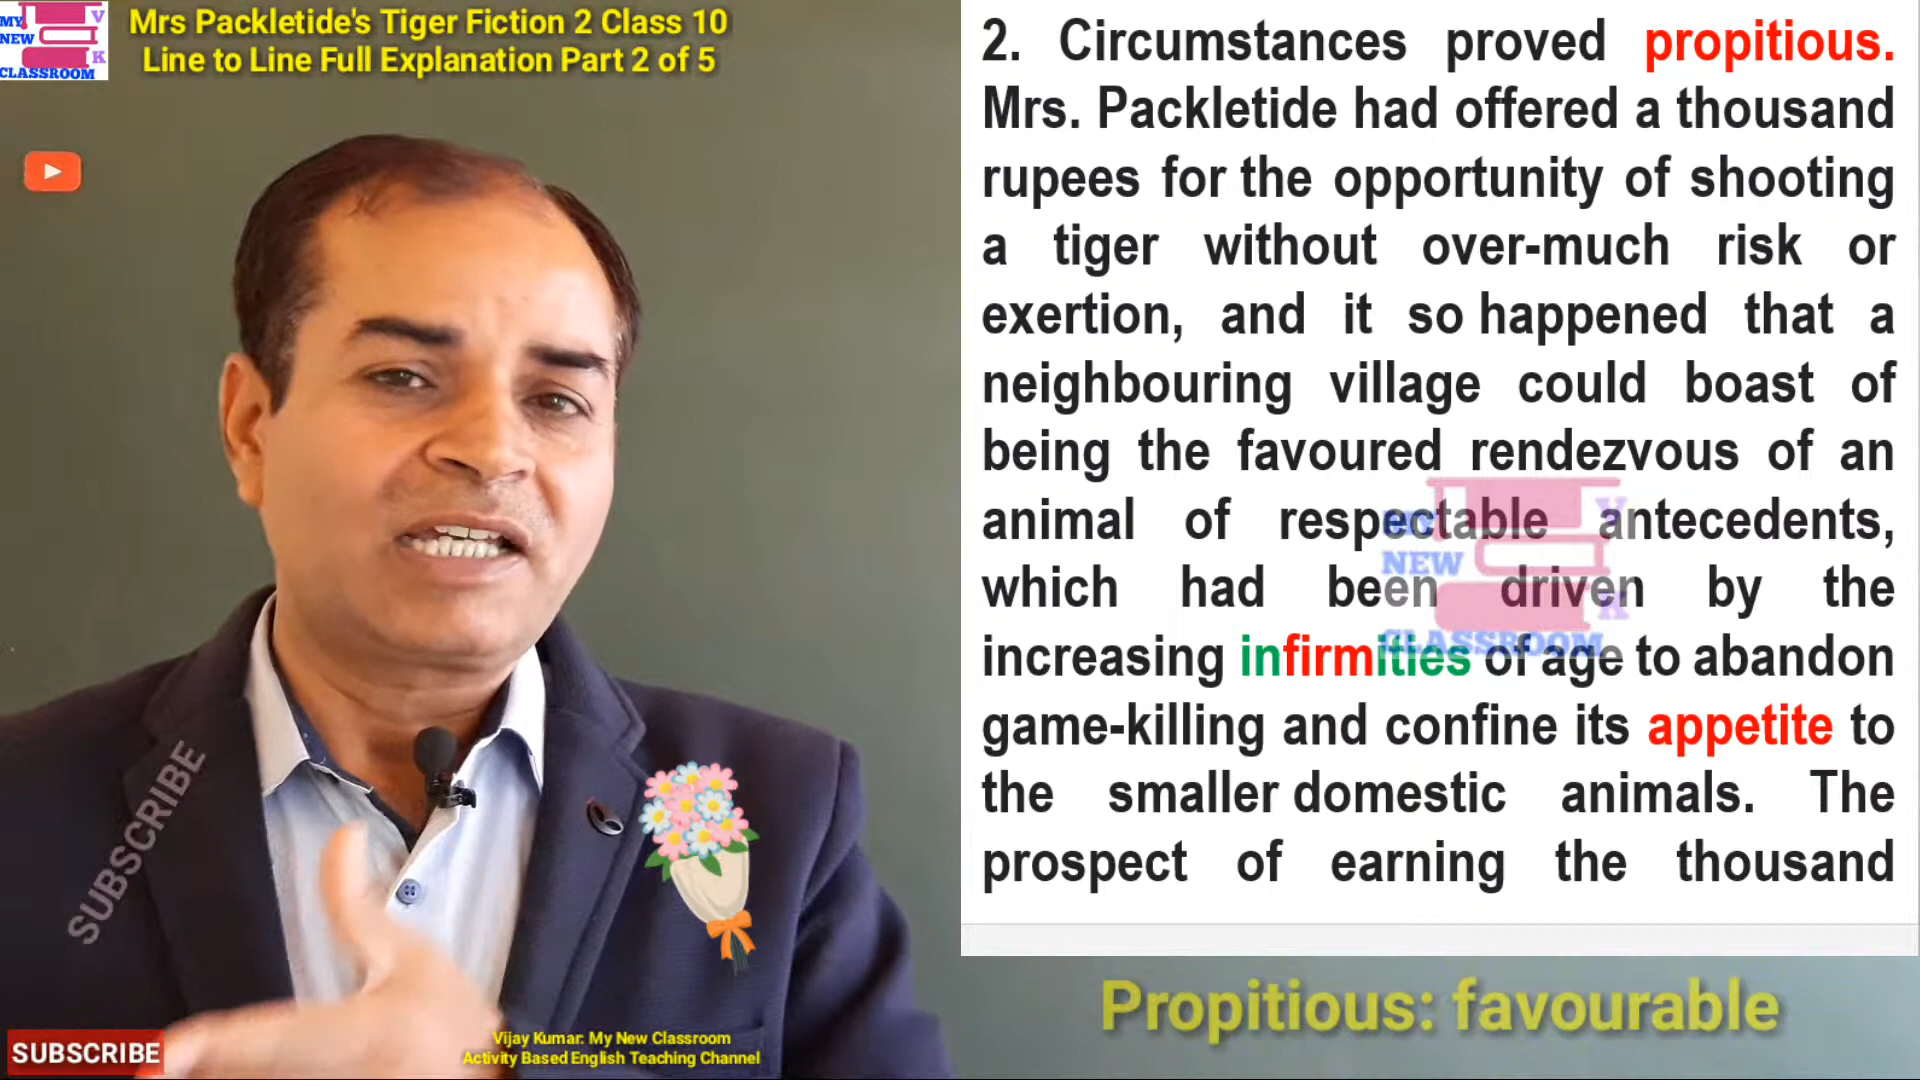 MY
NEW
CLASSROOM
V
K
Mrs Packletide's Tiger Fiction 2 Class 10
Line to Line Full Explanation Part 2 of 5
2. Circumstances proved propitious.
Mrs. Packletide had offered a thousand
rupees for the opportunity of shooting
a tiger without over-much risk or
exertion, and it so happened that a
neighbouring village could boast of
being the favoured rendezvous of an
animal of respectable antecedents,
which had been driven by the
increasing infirmities of age to abandon
game-killing and confine its appetite to
the smaller domestic animals. The
prospect of earning the thousand
MY
NEW
CLASSROOM
V
K
Propitious: favourable
SUBSCRIBE
SUBSCRIBE
Vijay Kumar: My New Classroom
Activity Based English Teaching Channel